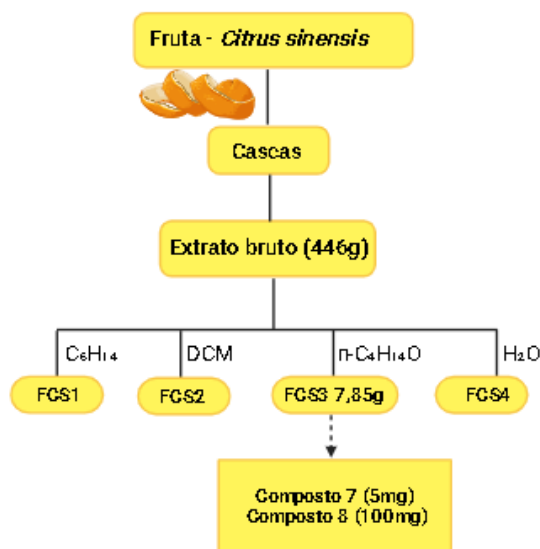 Fruta - Citrus sinensis
Cascas
Extrato bruto (446g)
C₆H₁₄
DCM
n-C₄H₁₄O
H₂O
FCS1
FCS2
FCS3 7,85g
FCS4
Composto 7 (5mg)
Composto 8 (100mg)